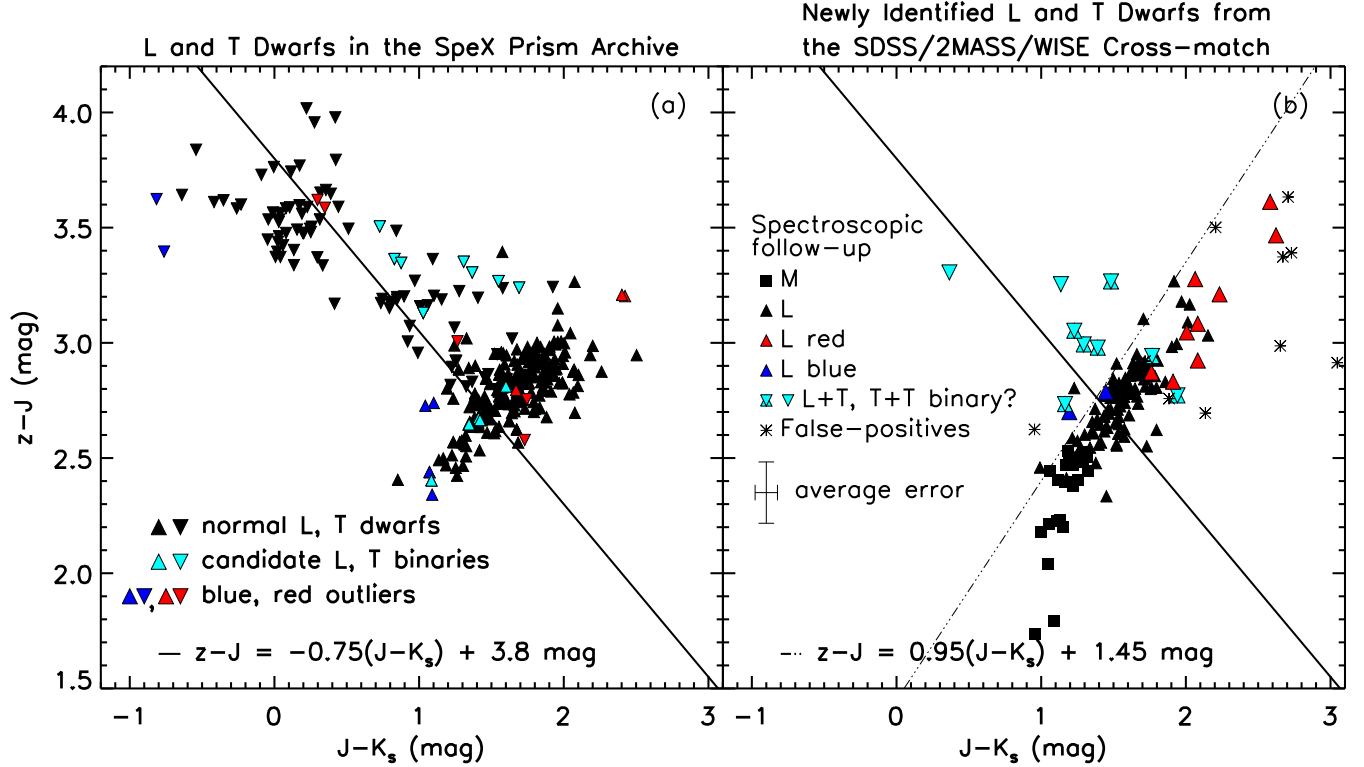 L and T Dwarfs in the SpeX Prism Archive
Newly Identified L and T Dwarfs from
the SDSS/2MASS/WISE Cross−match
(a)
4.0
3.5
3.0
2.5
2.0
1.5
z−J (mag)
normal L, T dwarfs
candidate L, T binaries
, blue, red outliers
z−J = −0.75(J−Ks) + 3.8 mag
−1 0 1 2 3
J−Ks (mag)
(b)
Spectroscopic
follow−up
M
L
L red
L blue
L+T, T+T binary?
False−positives
average error
z−J = 0.95(J−Ks) + 1.45 mag
−1 0 1 2 3
J−Ks (mag)